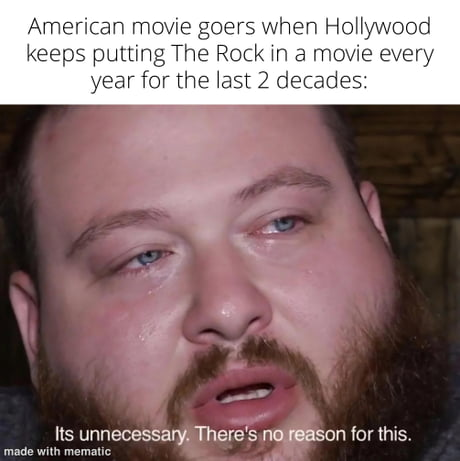 American movie goers when Hollywood
keeps putting The Rock in a movie every
year for the last 2 decades:
Its unnecessary. There's no reason for this.
made with mematic